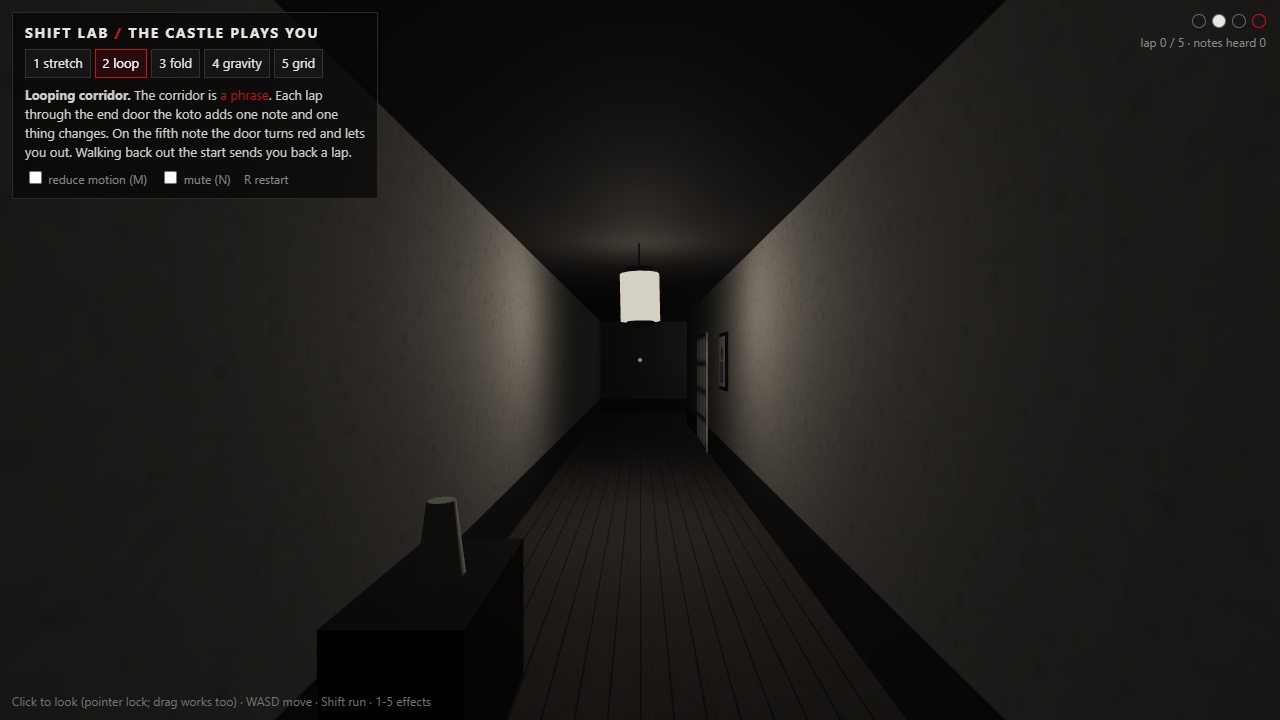 SHIFT LAB / THE CASTLE PLAYS YOU
1 stretch 2 loop 3 fold 4 gravity 5 grid
Looping corridor. The corridor is a phrase. Each lap
through the end door the koto adds one note and one
thing changes. On the fifth note the door turns red and lets
you out. Walking back out the start sends you back a lap.
reduce motion (M) mute (N) R restart
lap 0 / 5 · notes heard 0
Click to look (pointer lock; drag works too) · WASD move · Shift run · 1-5 effects